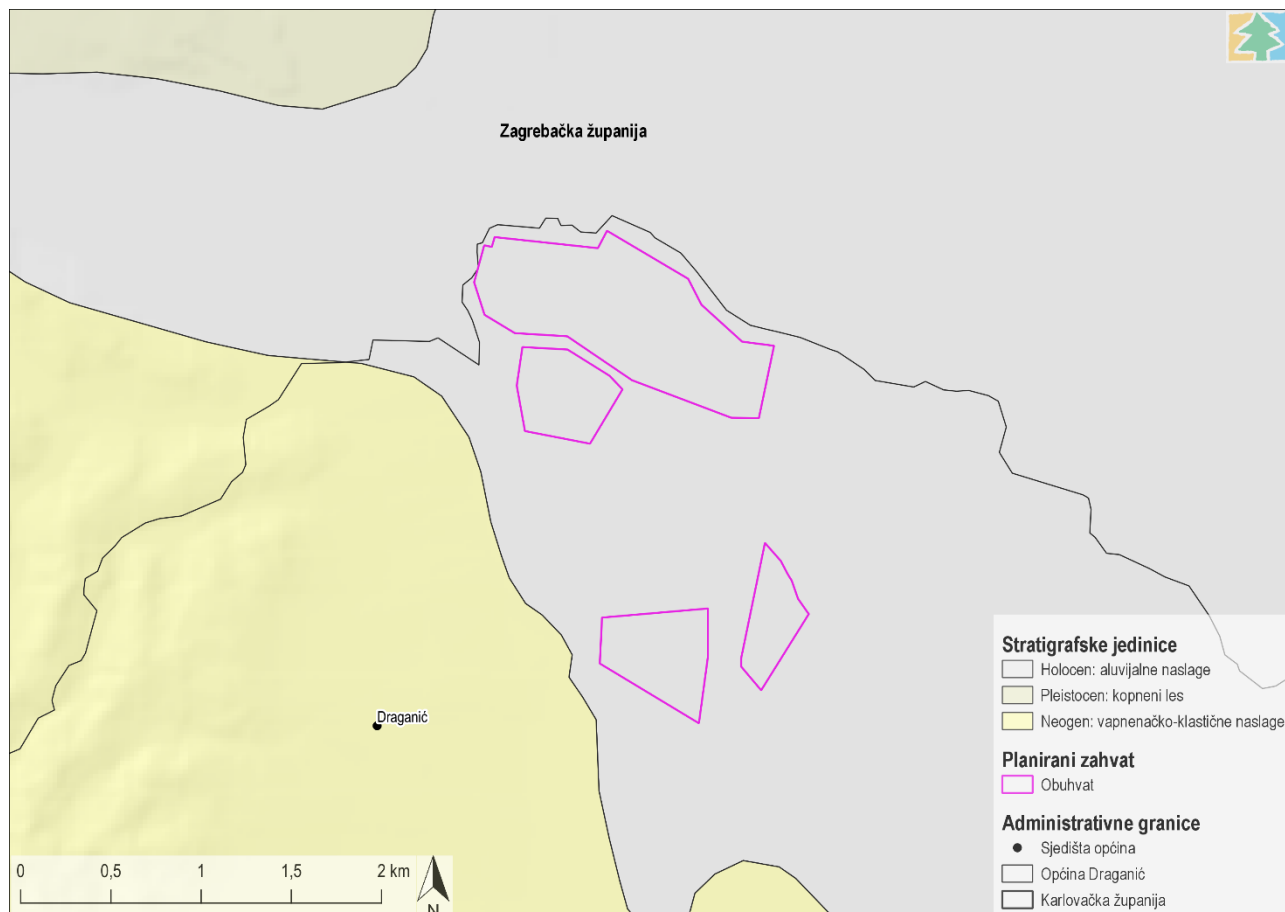 Zagrebačka županija
Draganić
Stratigrafske jedinice
Holocen: aluvijalne naslage
Pleistocen: kopneni les
Neogen: vapnenačko-klastične naslage
Planirani zahvat
Obuhvat
Administrativne granice
Sjedišta općina
Općina Draganić
Karlovačka županija
0 0,5 1 1,5 2 km
N